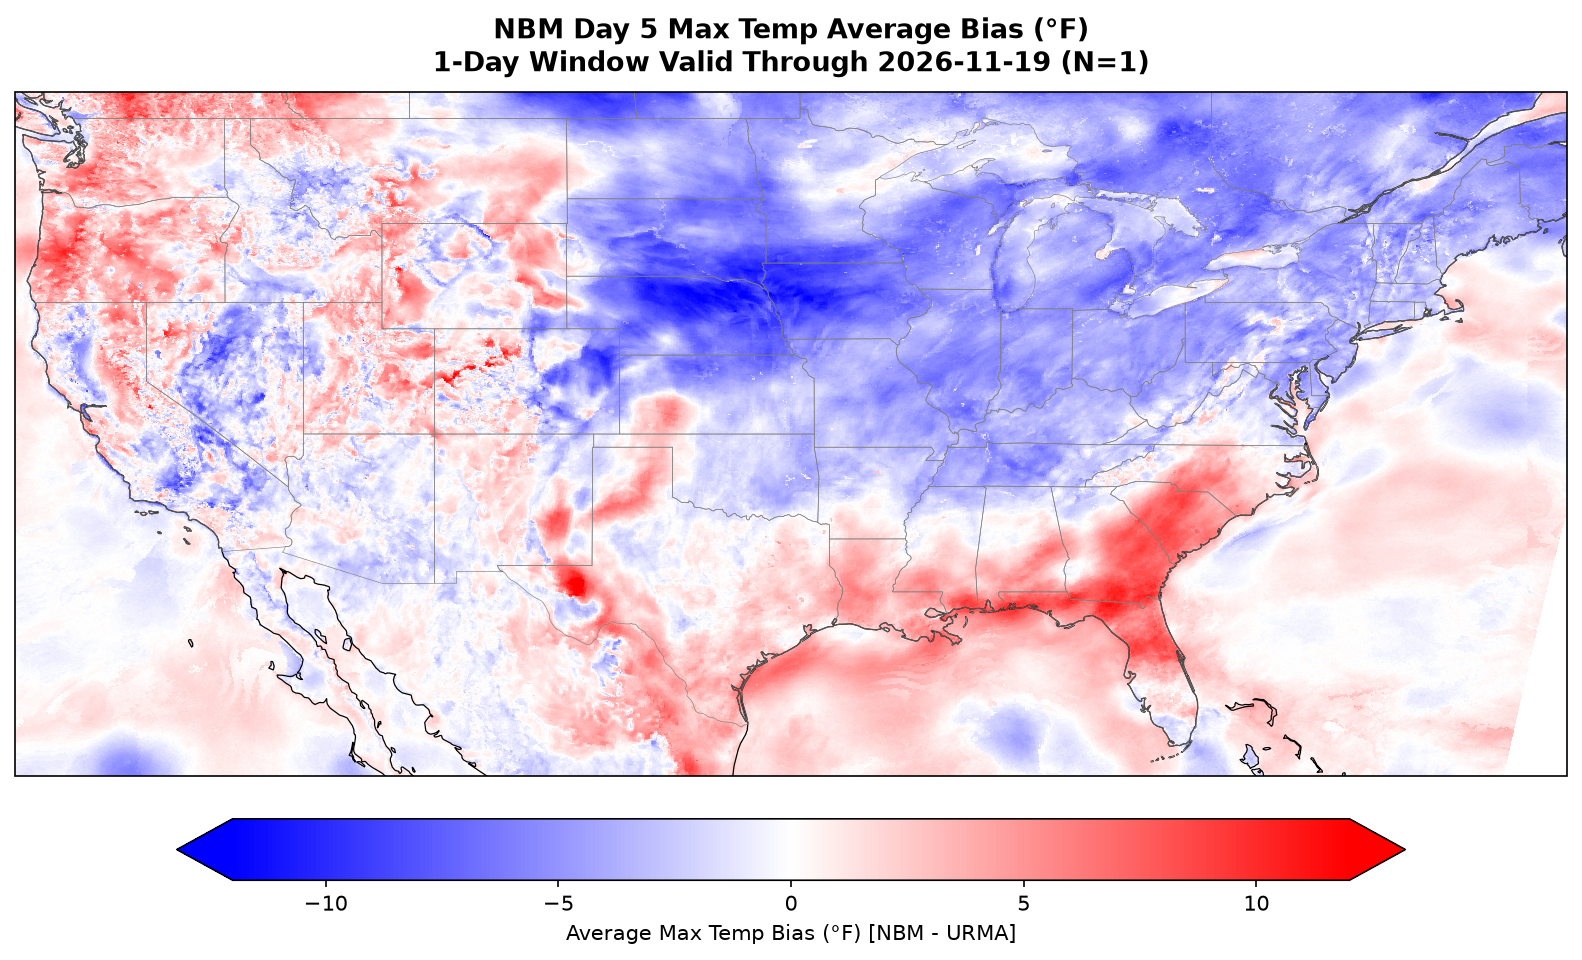 NBM Day 5 Max Temp Average Bias (°F)
1-Day Window Valid Through 2026-11-19 (N=1)
−10 −5 0 5 10
Average Max Temp Bias (°F) [NBM - URMA]